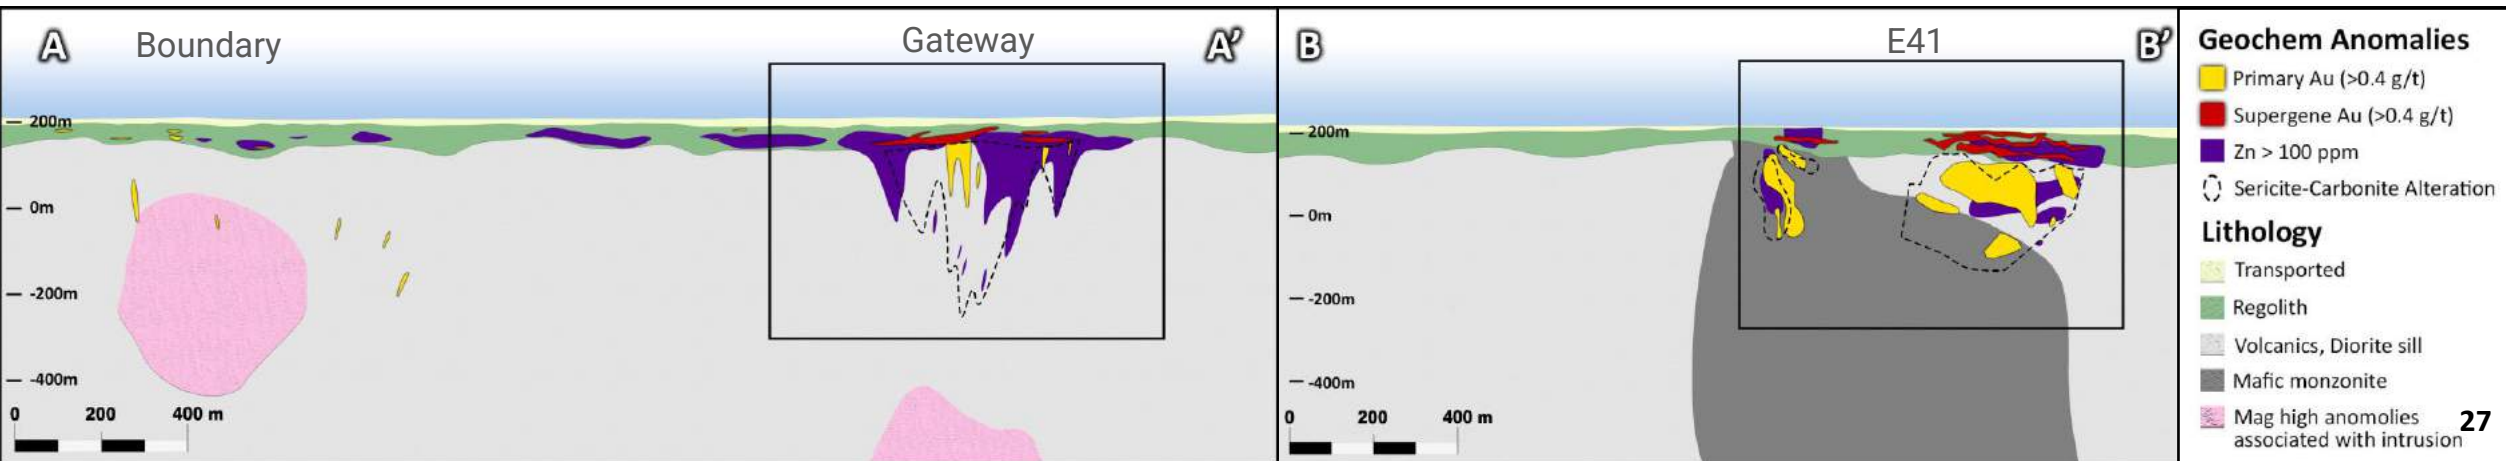 A
Boundary
Gateway
A'
200m
0m
-200m
-400m
0 200 400 m
B
E41
B'
200m
0m
-200m
-400m
0 200 400 m
Geochem Anomalies
Primary Au (>0.4 g/t)
Supergene Au (>0.4 g/t)
Zn > 100 ppm
Sericite-Carbonite Alteration
Lithology
Transported
Regolith
Volcanics, Diorite sill
Mafic monzonite
Mag high anomolies
associated with intrusion
27